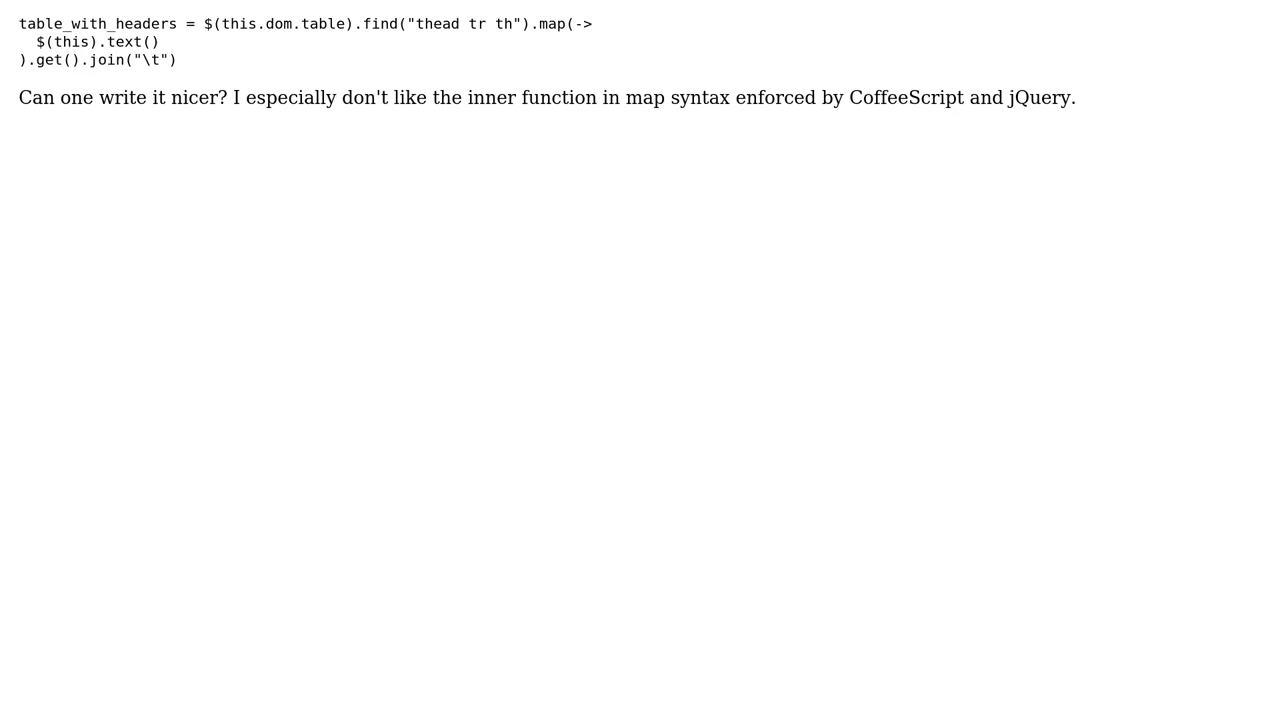 table_with_headers = $(this.dom.table).find("thead tr th").map(->
  $(this).text()
).get().join("\t")
Can one write it nicer? I especially don't like the inner function in map syntax enforced by CoffeeScript and jQuery.